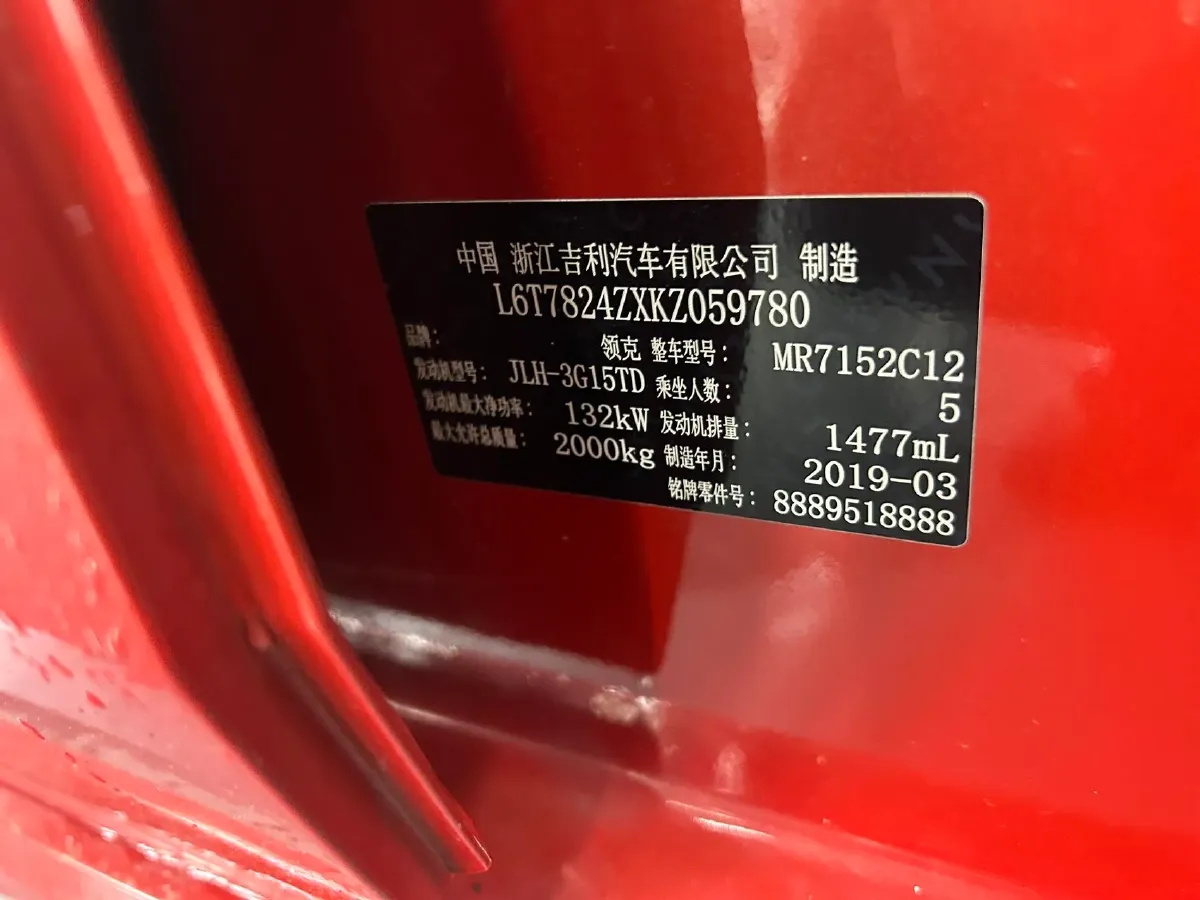 中国 浙江吉利汽车有限公司 制造
L6T7824ZXKZ059780
品牌: 领克 整车型号: MR7152C12
发动机型号: JLH-3G15TD 乘坐人数: 5
发动机最大净功率: 132kW 发动机排量: 1477mL
最大允许总质量: 2000kg 制造年月: 2019-03
铭牌零件号: 8889518888